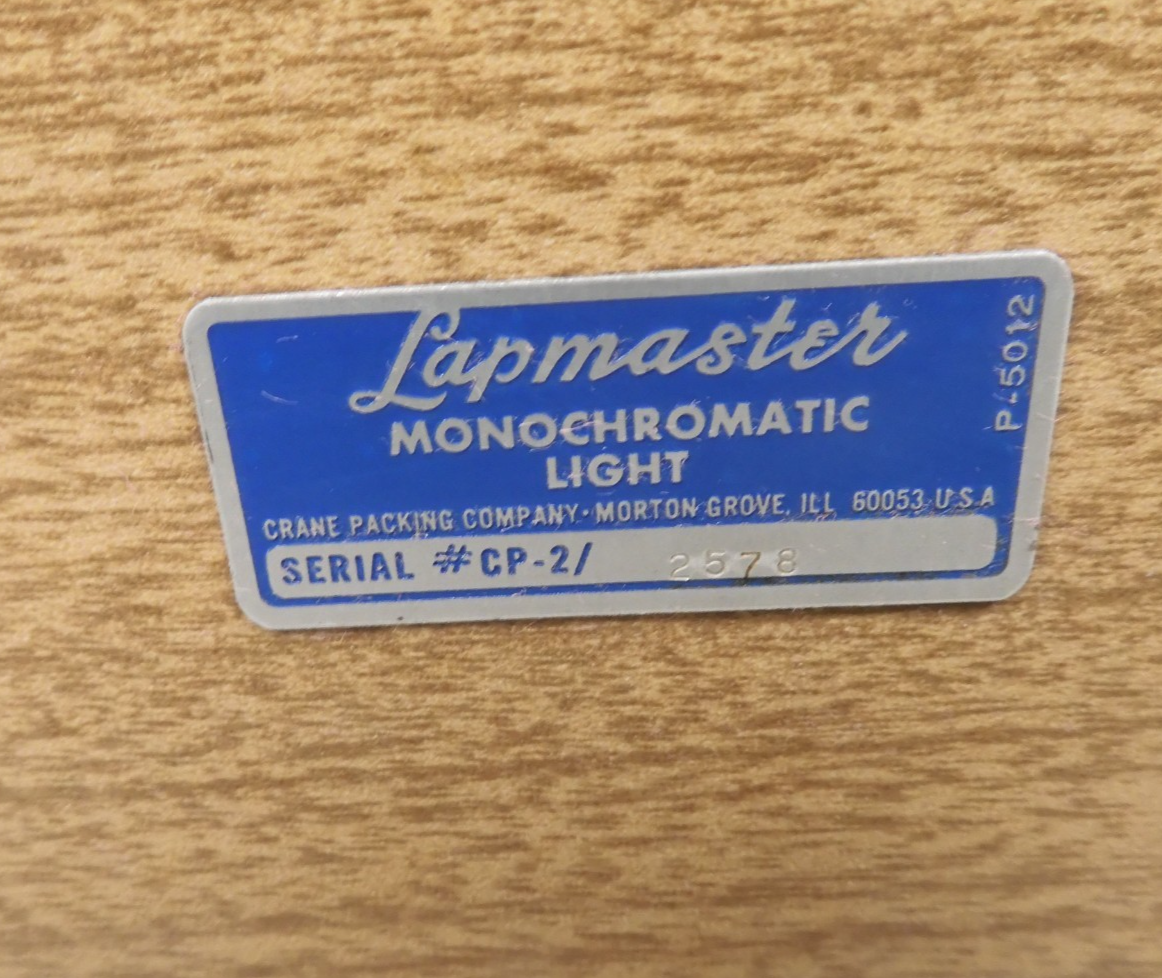 Lapmaster
MONOCHROMATIC
LIGHT
CRANE PACKING COMPANY · MORTON GROVE, ILL 60053 U.S.A
SERIAL #CP-2/ 2578
P-5012